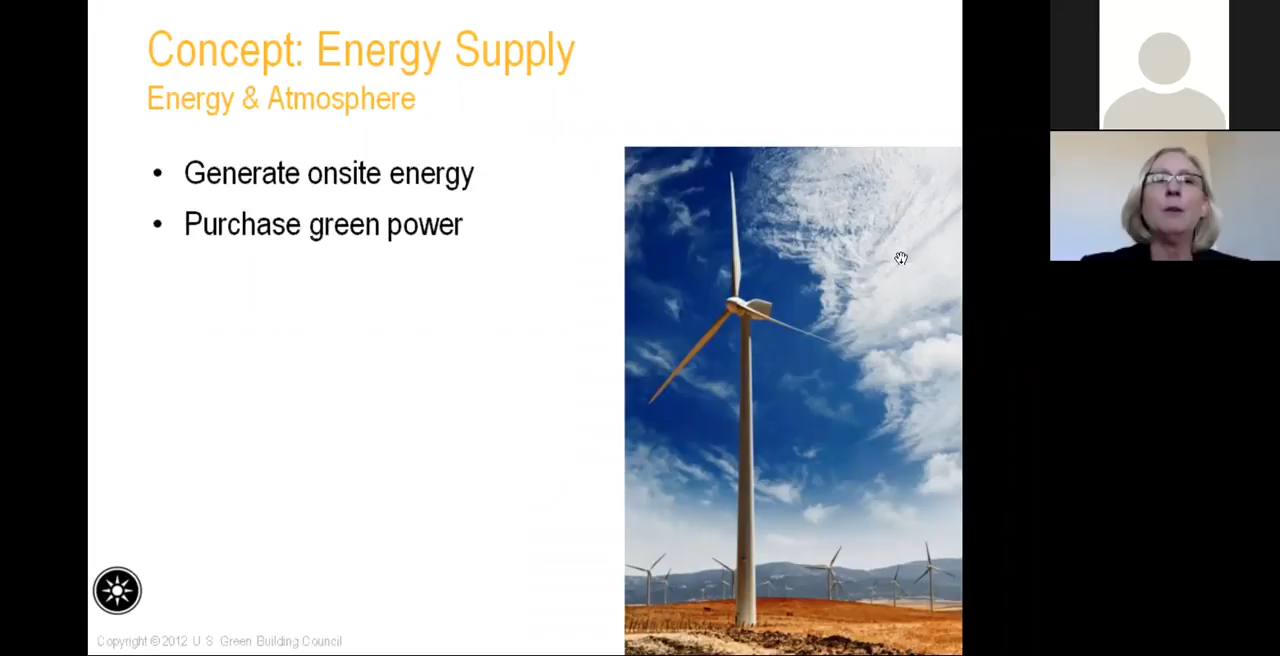 Concept: Energy Supply
Energy & Atmosphere
• Generate onsite energy
• Purchase green power
Copyright © 2012 U.S. Green Building Council